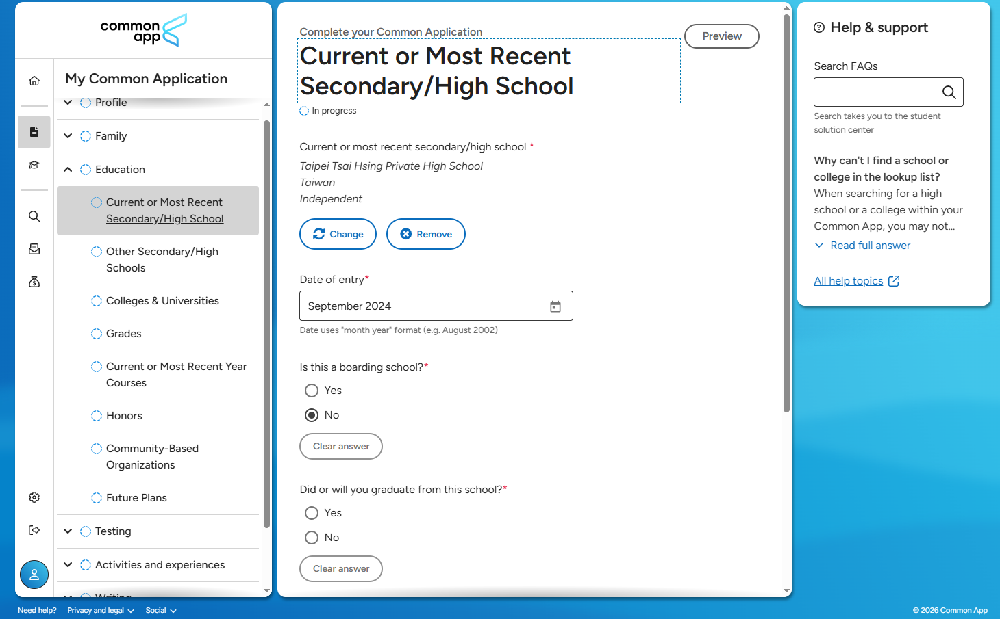 common
app
My Common Application
Profile
Family
Education
Current or Most Recent
Secondary/High School
Other Secondary/High
Schools
Colleges & Universities
Grades
Current or Most Recent Year
Courses
Honors
Community-Based
Organizations
Future Plans
Testing
Activities and experiences
Writing
Complete your Common Application
Preview
Current or Most Recent
Secondary/High School
In progress
Current or most recent secondary/high school *
Taipei Tsai Hsing Private High School
Taiwan
Independent
Change
Remove
Date of entry*
September 2024
Date uses "month year" format (e.g. August 2002)
Is this a boarding school?*
Yes
No
Clear answer
Did or will you graduate from this school?*
Yes
No
Clear answer
Help & support
Search FAQs
Search takes you to the student
solution center
Why can't I find a school or
college in the lookup list?
When searching for a high
school or a college within your
Common App, you may not...
Read full answer
All help topics
Need help?
Privacy and legal
Social
© 2026 Common App